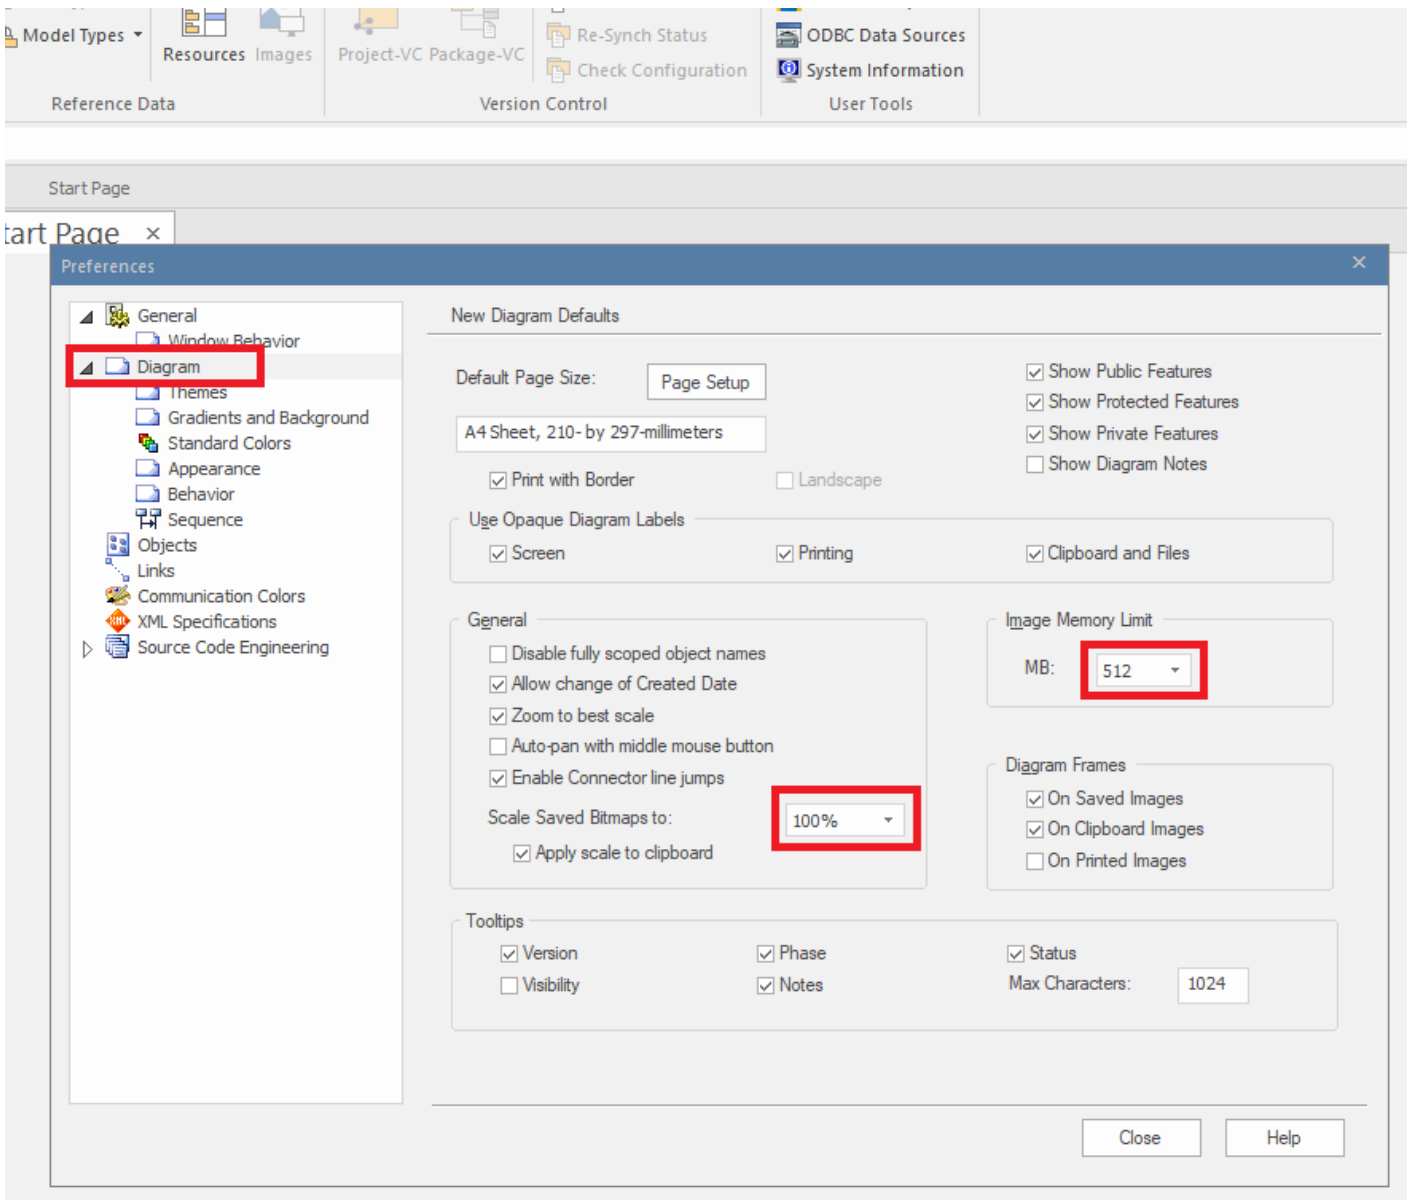 Model Types
Resources
Images
Project-VC
Package-VC
Re-Synch Status
Check Configuration
ODBC Data Sources
System Information
Reference Data
Version Control
User Tools
Start Page
tart Page
Preferences
General
Window Behavior
Diagram
Themes
Gradients and Background
Standard Colors
Appearance
Behavior
Sequence
Objects
Links
Communication Colors
XML Specifications
Source Code Engineering
New Diagram Defaults
Default Page Size:
Page Setup
A4 Sheet, 210- by 297-millimeters
Print with Border
Landscape
Show Public Features
Show Protected Features
Show Private Features
Show Diagram Notes
Use Opaque Diagram Labels
Screen
Printing
Clipboard and Files
General
Disable fully scoped object names
Allow change of Created Date
Zoom to best scale
Auto-pan with middle mouse button
Enable Connector line jumps
Scale Saved Bitmaps to:
100%
Apply scale to clipboard
Image Memory Limit
MB:
512
Diagram Frames
On Saved Images
On Clipboard Images
On Printed Images
Tooltips
Version
Phase
Status
Visibility
Notes
Max Characters:
1024
Close
Help